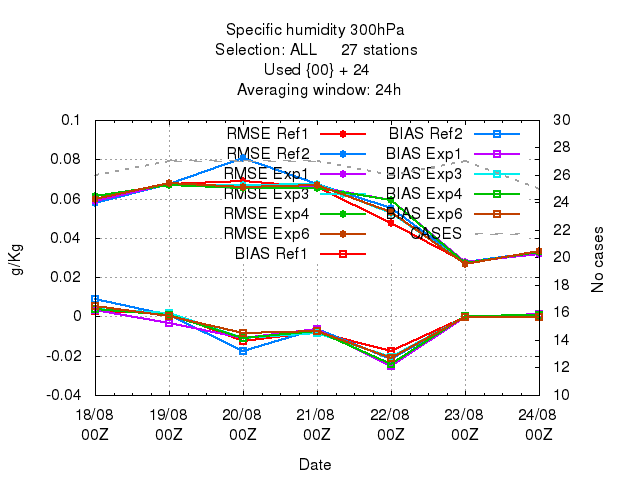 Specific humidity 300hPa
Selection: ALL 27 stations
Used {00} + 24
Averaging window: 24h
0.1
0.08
0.06
0.04
0.02
0
-0.02
-0.04
g/Kg
30
28
26
24
22
20
18
16
14
12
10
No cases
RMSE Ref1
RMSE Ref2
RMSE Exp1
RMSE Exp3
RMSE Exp4
RMSE Exp6
BIAS Ref1
BIAS Ref2
BIAS Exp1
BIAS Exp3
BIAS Exp4
BIAS Exp6
CASES
18/08 19/08 20/08 21/08 22/08 23/08 24/08
00Z 00Z 00Z 00Z 00Z 00Z 00Z
Date